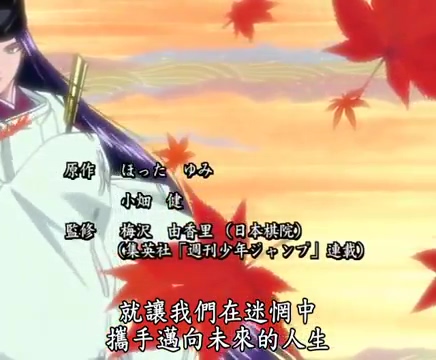 原作　ほった　ゆみ
小畑　健
監修　梅沢　由香里（日本棋院）
（集英社「週刊少年ジャンプ」連載）
就讓我們在迷惘中
攜手邁向未來的人生